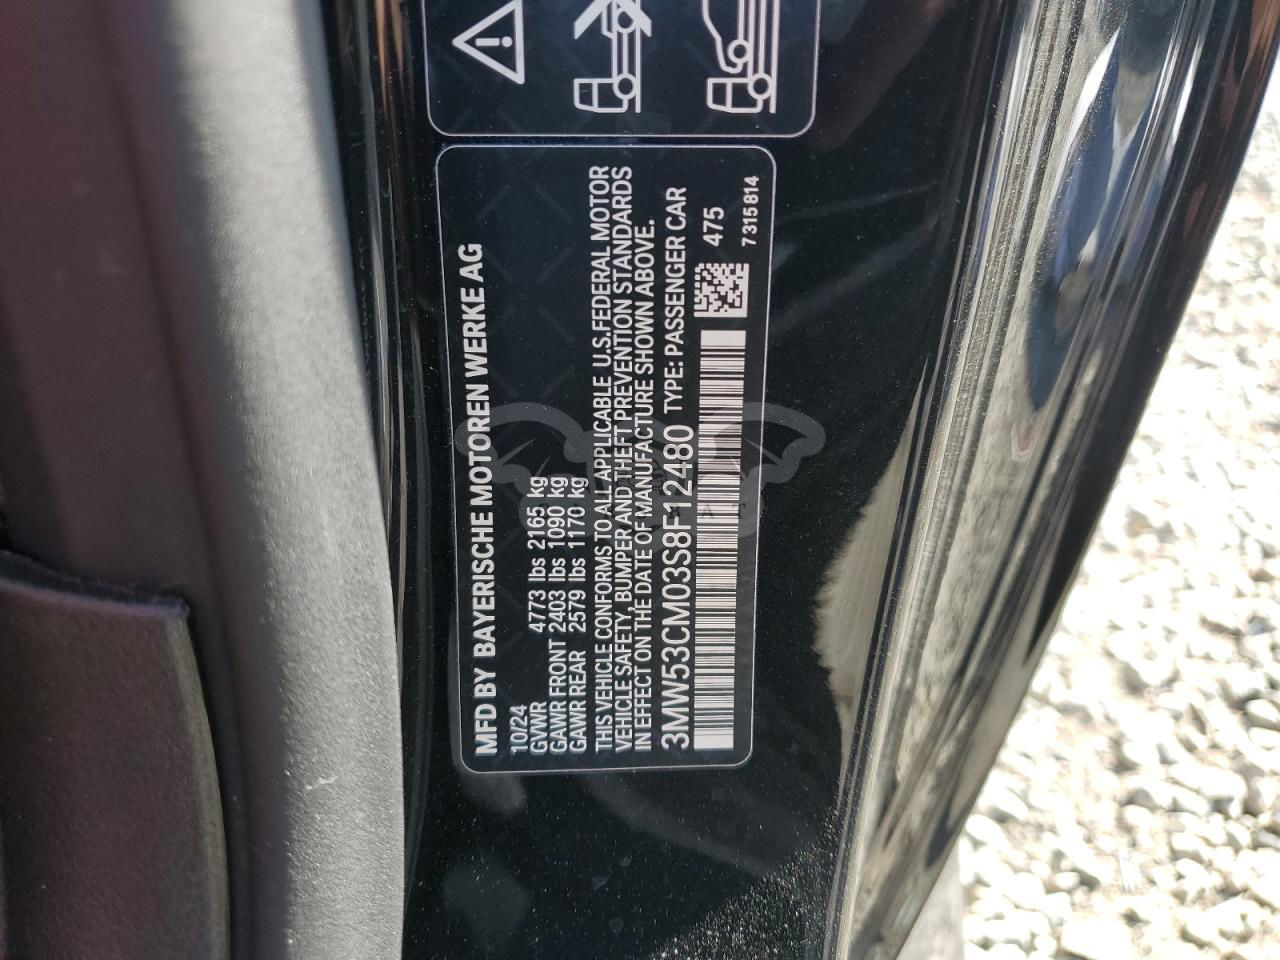 MFD BY BAYERISCHE MOTOREN WERKE AG
10/24
GVWR 4773 lbs 2165 kg
GAWR FRONT 2403 lbs 1090 kg
GAWR REAR 2579 lbs 1170 kg
THIS VEHICLE CONFORMS TO ALL APPLICABLE U.S.FEDERAL MOTOR
VEHICLE SAFETY, BUMPER AND THEFT PREVENTION STANDARDS
IN EFFECT ON THE DATE OF MANUFACTURE SHOWN ABOVE.
3MW53CM03S8F12480 TYPE: PASSENGER CAR
475
7315814